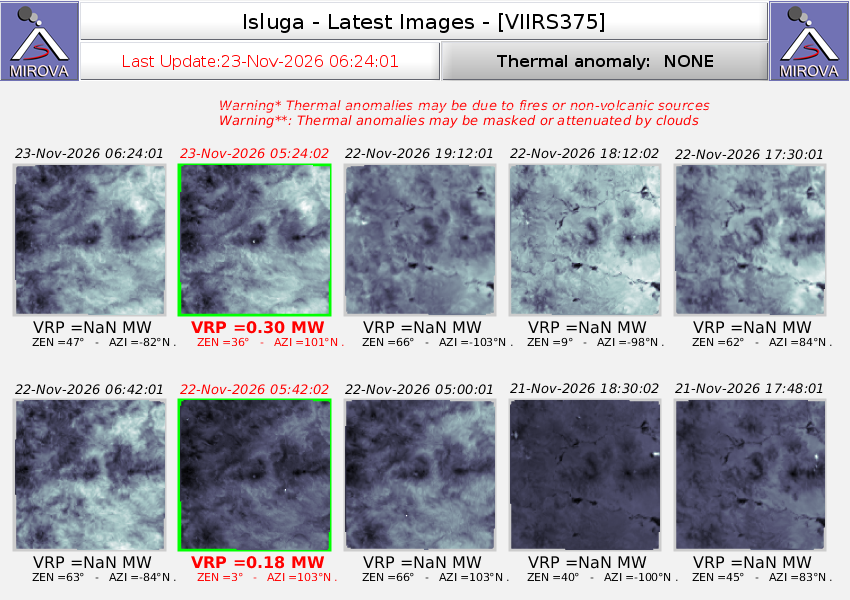 Isluga - Latest Images - [VIIRS375]
MIROVA
MIROVA
Last Update:23-Nov-2026 06:24:01
Thermal anomaly: NONE
Warning* Thermal anomalies may be due to fires or non-volcanic sources
Warning**: Thermal anomalies may be masked or attenuated by clouds
23-Nov-2026 06:24:01
23-Nov-2026 05:24:02
22-Nov-2026 19:12:01
22-Nov-2026 18:12:02
22-Nov-2026 17:30:01
VRP =NaN MW
VRP =0.30 MW
VRP =NaN MW
VRP =NaN MW
VRP =NaN MW
ZEN =47° - AZI =-82°N .
ZEN =36° - AZI =101°N .
ZEN =66° - AZI =-103°N .
ZEN =9° - AZI =-98°N .
ZEN =62° - AZI =84°N .
22-Nov-2026 06:42:01
22-Nov-2026 05:42:02
22-Nov-2026 05:00:01
21-Nov-2026 18:30:02
21-Nov-2026 17:48:01
VRP =NaN MW
VRP =0.18 MW
VRP =NaN MW
VRP =NaN MW
VRP =NaN MW
ZEN =63° - AZI =-84°N .
ZEN =3° - AZI =103°N .
ZEN =66° - AZI =103°N .
ZEN =40° - AZI =-100°N .
ZEN =45° - AZI =83°N .